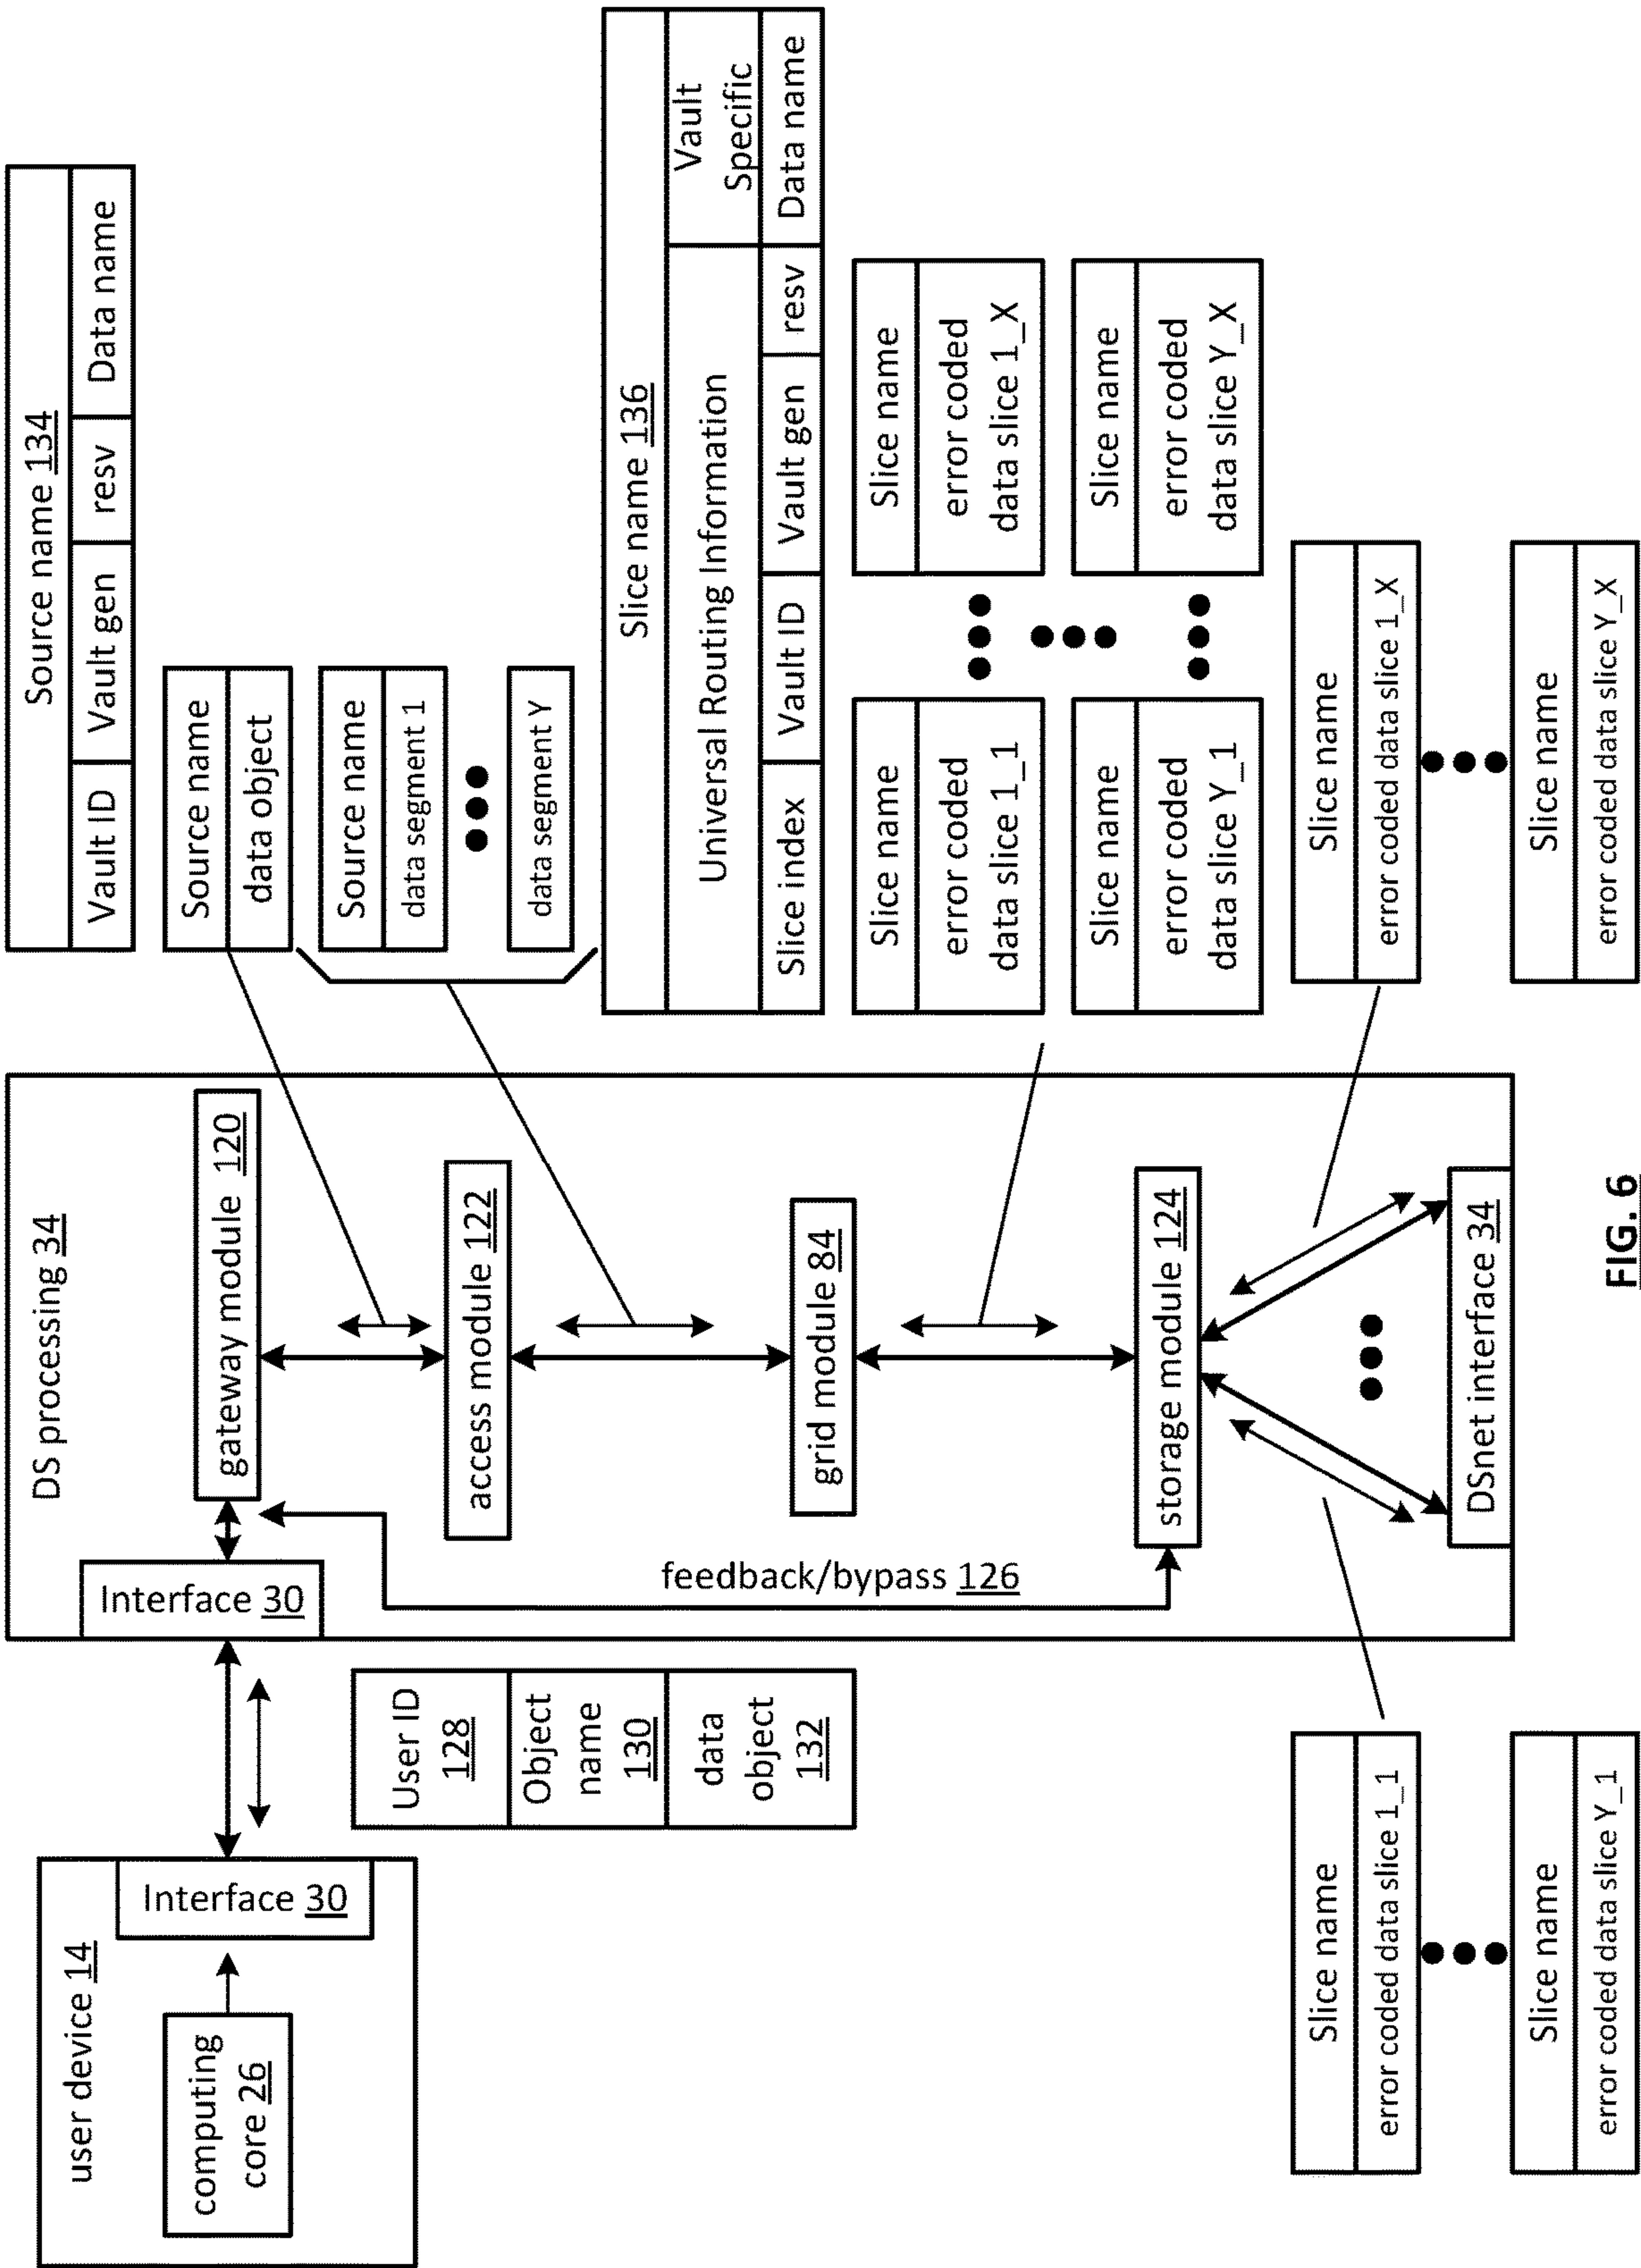 user device 14
computing
core 26
Interface 30
User ID
128
Object
name
130
data
object
132
DS processing 34
Interface 30
gateway module 120
access module 122
grid module 84
storage module 124
DSnet interface 34
feedback/bypass 126
Source name 134
Vault ID
Vault gen
resv
Data name
Source name
data object
Source name
data segment 1
data segment Y
Slice name 136
Universal Routing Information
Vault
Specific
Slice index
Vault ID
Vault gen
resv
Data name
Slice name
error coded
data slice 1_1
Slice name
error coded
data slice 1_X
Slice name
error coded
data slice Y_1
Slice name
error coded
data slice Y_X
Slice name
error coded data slice 1_1
Slice name
error coded data slice Y_1
Slice name
error coded data slice 1_X
Slice name
error coded data slice Y_X
FIG. 6